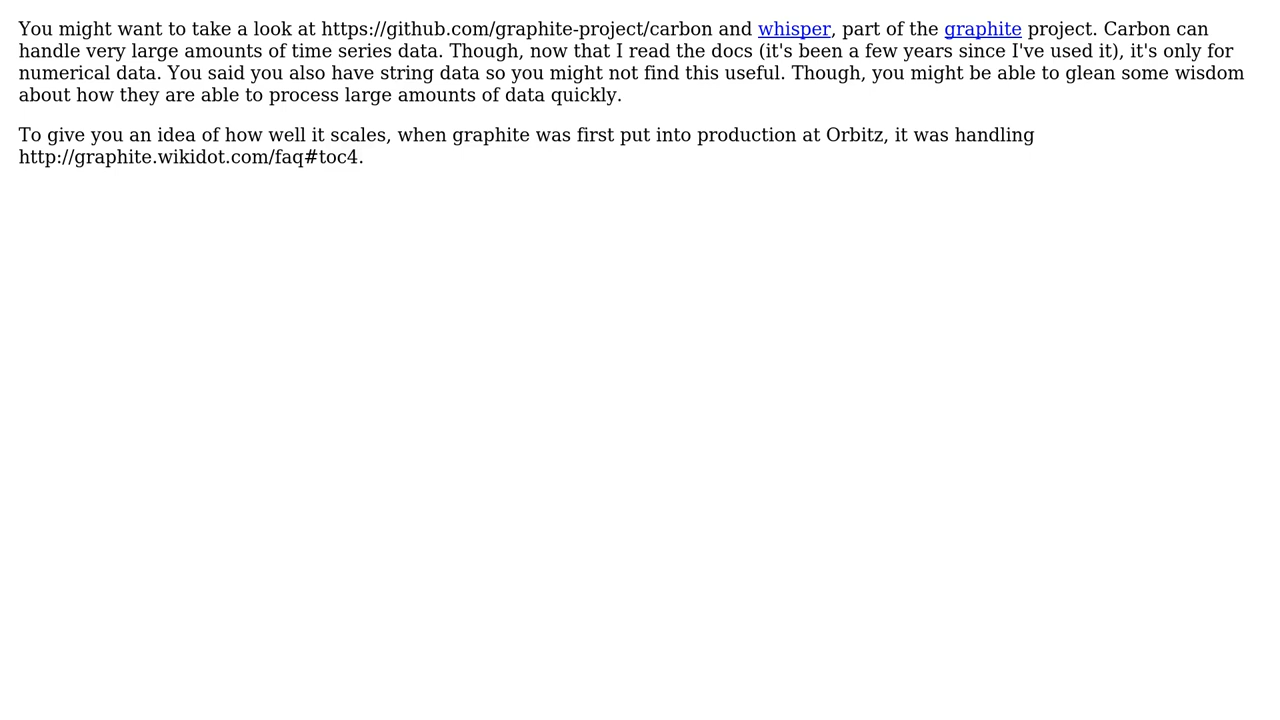 You might want to take a look at https://github.com/graphite-project/carbon and whisper, part of the graphite project. Carbon can
handle very large amounts of time series data. Though, now that I read the docs (it's been a few years since I've used it), it's only for
numerical data. You said you also have string data so you might not find this useful. Though, you might be able to glean some wisdom
about how they are able to process large amounts of data quickly.
To give you an idea of how well it scales, when graphite was first put into production at Orbitz, it was handling
http://graphite.wikidot.com/faq#toc4.